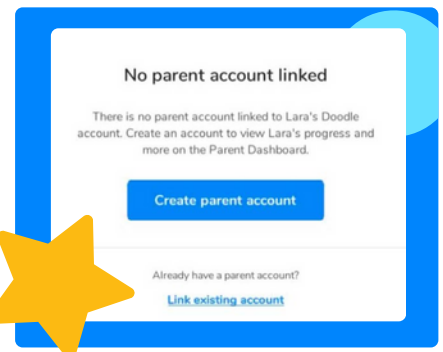 No parent account linked
There is no parent account linked to Lara's Doodle
account. Create an account to view Lara's progress and
more on the Parent Dashboard.
Create parent account
Already have a parent account?
Link existing account